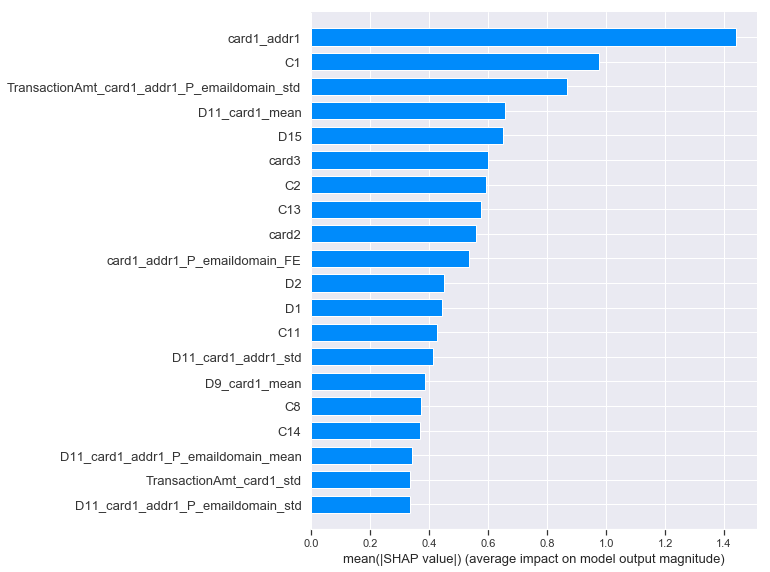 card1_addr1
C1
TransactionAmt_card1_addr1_P_emaildomain_std
D11_card1_mean
D15
card3
C2
C13
card2
card1_addr1_P_emaildomain_FE
D2
D1
C11
D11_card1_addr1_std
D9_card1_mean
C8
C14
D11_card1_addr1_P_emaildomain_mean
TransactionAmt_card1_std
D11_card1_addr1_P_emaildomain_std
0.0 0.2 0.4 0.6 0.8 1.0 1.2 1.4
mean(|SHAP value|) (average impact on model output magnitude)